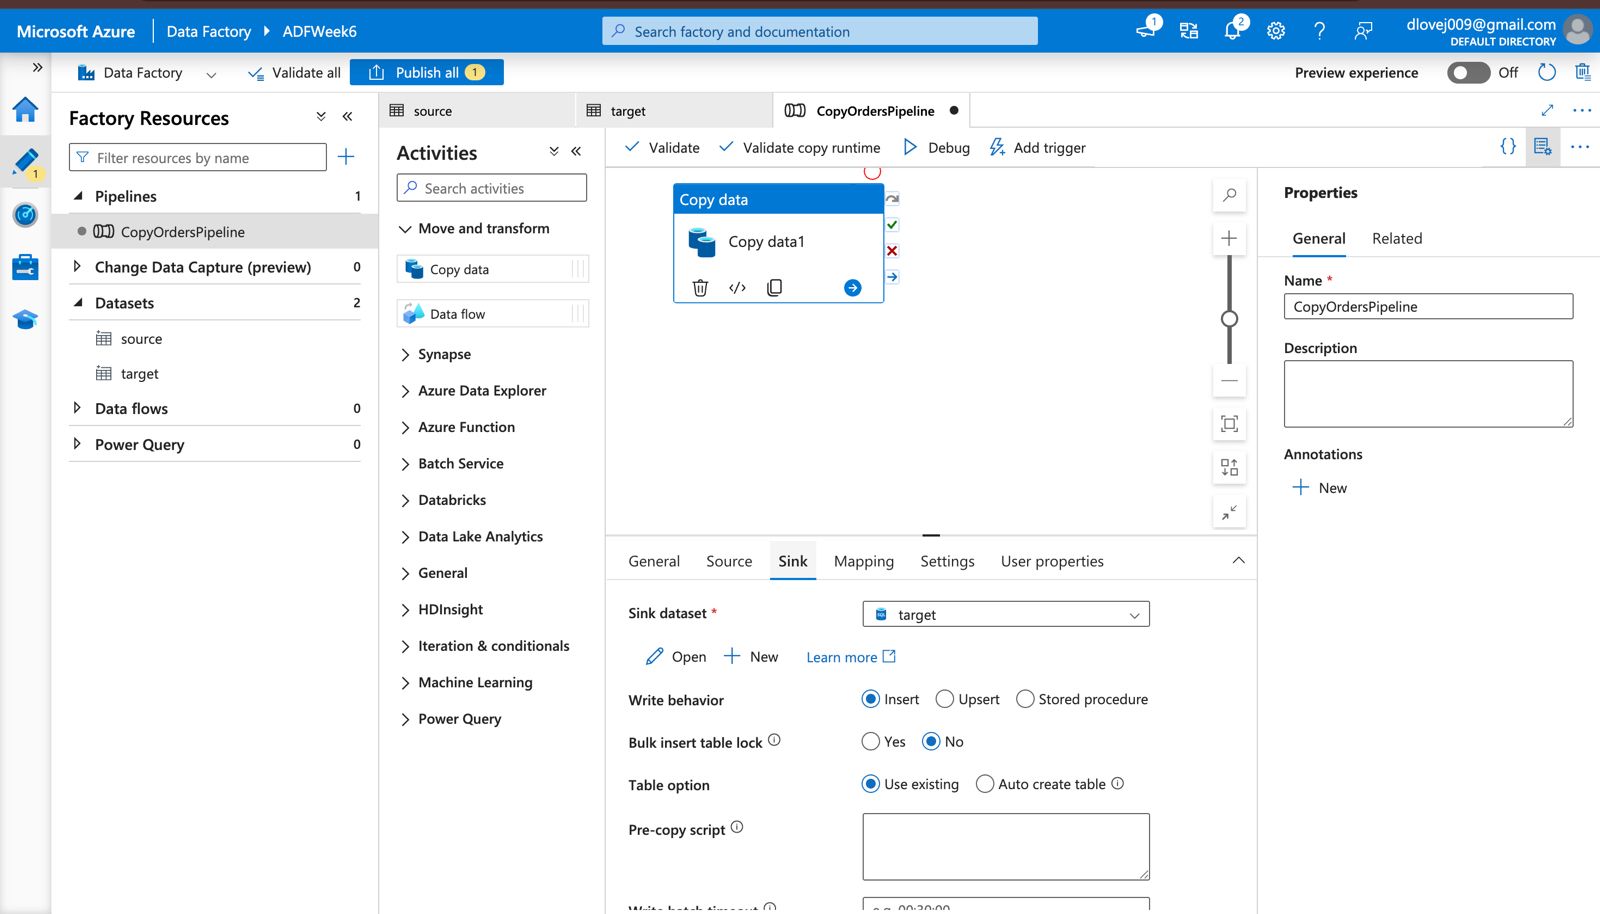 Microsoft Azure
Data Factory
ADFWeek6
Search factory and documentation
1
2
dlovej009@gmail.com
DEFAULT DIRECTORY
Data Factory
Validate all
Publish all 1
Preview experience
Off
1
Factory Resources
Filter resources by name
Pipelines 1
CopyOrdersPipeline
Change Data Capture (preview) 0
Datasets 2
source
target
Data flows 0
Power Query 0
source
target
CopyOrdersPipeline
Activities
Search activities
Move and transform
Copy data
Data flow
Synapse
Azure Data Explorer
Azure Function
Batch Service
Databricks
Data Lake Analytics
General
HDInsight
Iteration & conditionals
Machine Learning
Power Query
Validate
Validate copy runtime
Debug
Add trigger
Copy data
Copy data1
General
Source
Sink
Mapping
Settings
User properties
Sink dataset *
target
Open
New
Learn more
Write behavior
Insert
Upsert
Stored procedure
Bulk insert table lock
Yes
No
Table option
Use existing
Auto create table
Pre-copy script
Write batch timeout
e.g. 00:30:00
Properties
General
Related
Name *
CopyOrdersPipeline
Description
Annotations
New